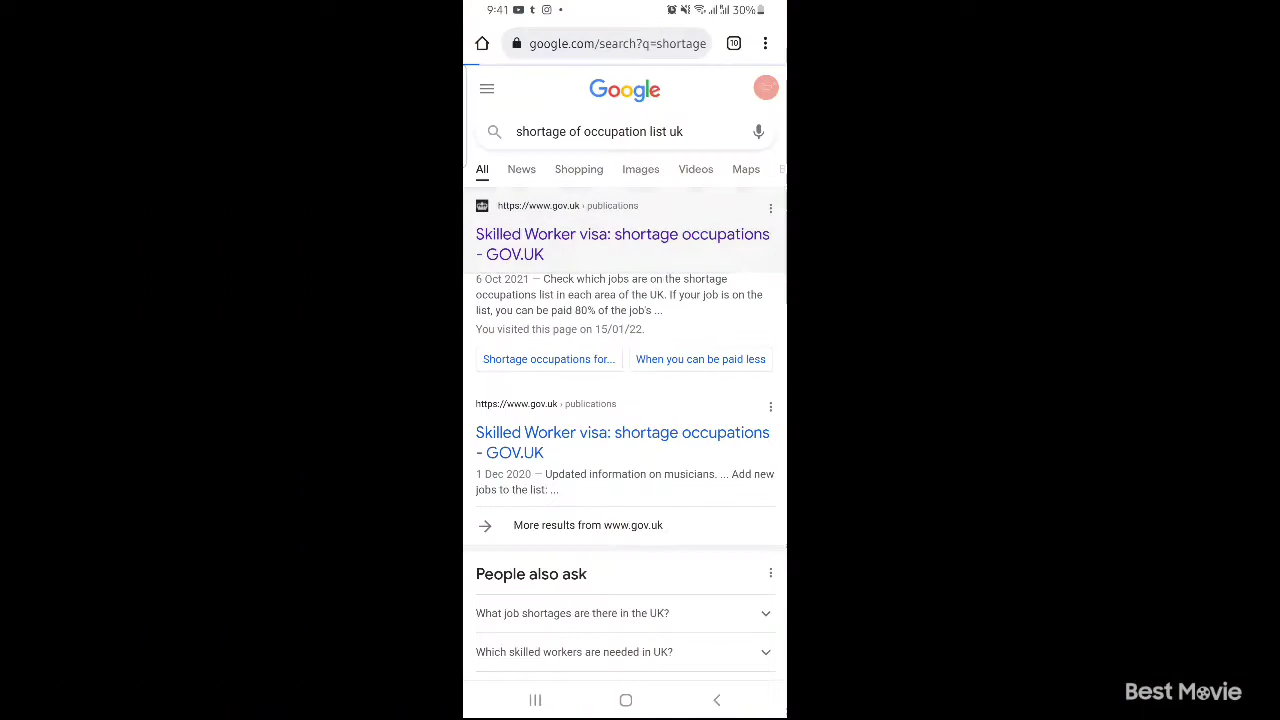 9:41
30%
google.com/search?q=shortage
10
Google
shortage of occupation list uk
All News Shopping Images Videos Maps
https://www.gov.uk › publications
Skilled Worker visa: shortage occupations
- GOV.UK
6 Oct 2021 — Check which jobs are on the shortage
occupations list in each area of the UK. If your job is on the
list, you can be paid 80% of the job's ...
You visited this page on 15/01/22.
Shortage occupations for... When you can be paid less
https://www.gov.uk › publications
Skilled Worker visa: shortage occupations
- GOV.UK
1 Dec 2020 — Updated information on musicians. ... Add new
jobs to the list: ...
More results from www.gov.uk
People also ask
What job shortages are there in the UK?
Which skilled workers are needed in UK?
Best Movie